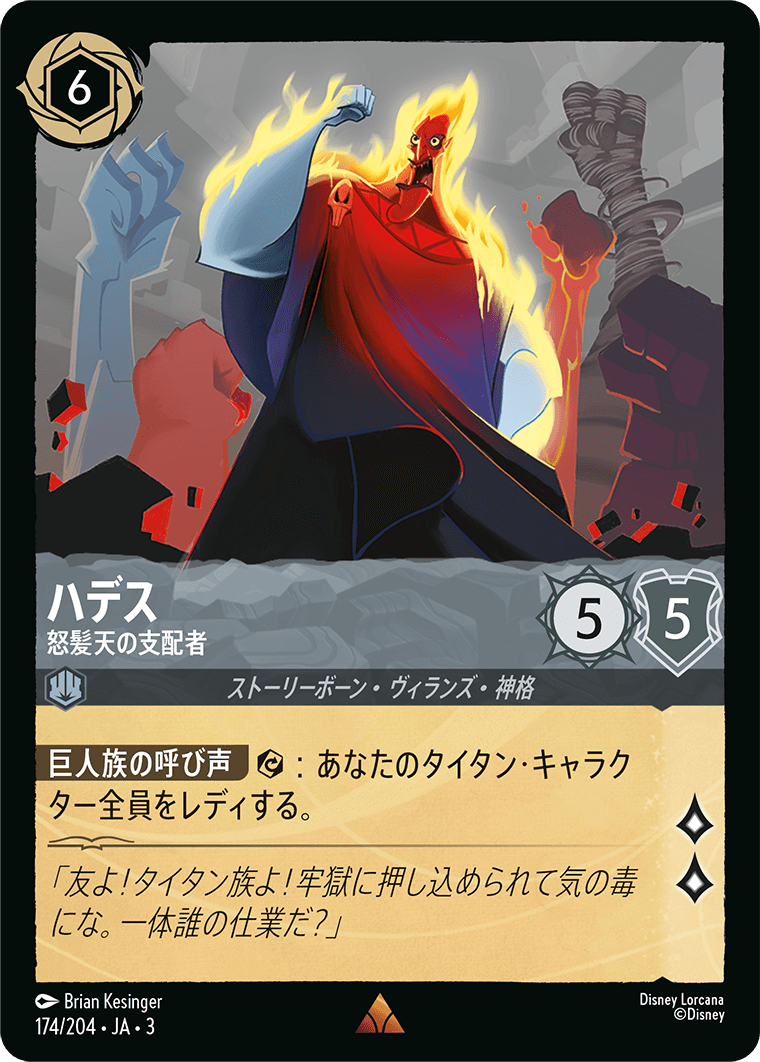 6
ハデス
怒髪天の支配者
5
5
ストーリーボーン・ヴィランズ・神格
巨人族の呼び声 : あなたのタイタン・キャラク
ター全員をレディする。
「友よ!タイタン族よ!牢獄に押し込められて気の毒
にな。一体誰の仕業だ?」
Brian Kesinger
174/204・JA・3
Disney Lorcana
©Disney